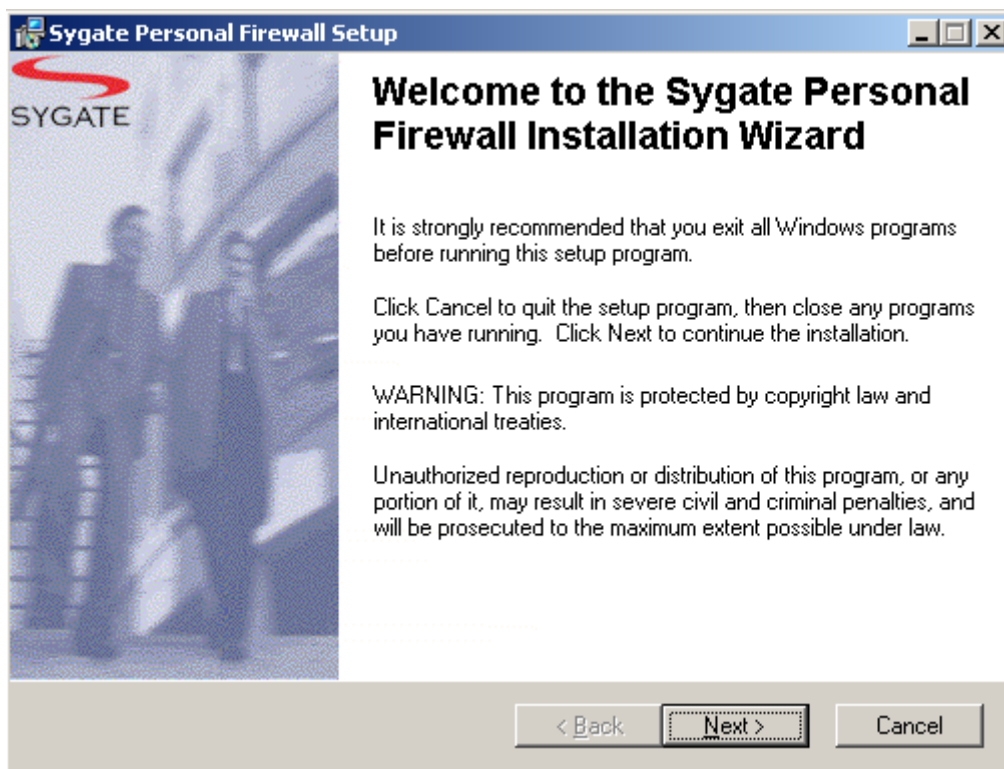 Sygate Personal Firewall Setup
SYGATE
Welcome to the Sygate Personal
Firewall Installation Wizard
It is strongly recommended that you exit all Windows programs
before running this setup program.
Click Cancel to quit the setup program, then close any programs
you have running.  Click Next to continue the installation.
WARNING: This program is protected by copyright law and
international treaties.
Unauthorized reproduction or distribution of this program, or any
portion of it, may result in severe civil and criminal penalties, and
will be prosecuted to the maximum extent possible under law.
< Back
Next >
Cancel